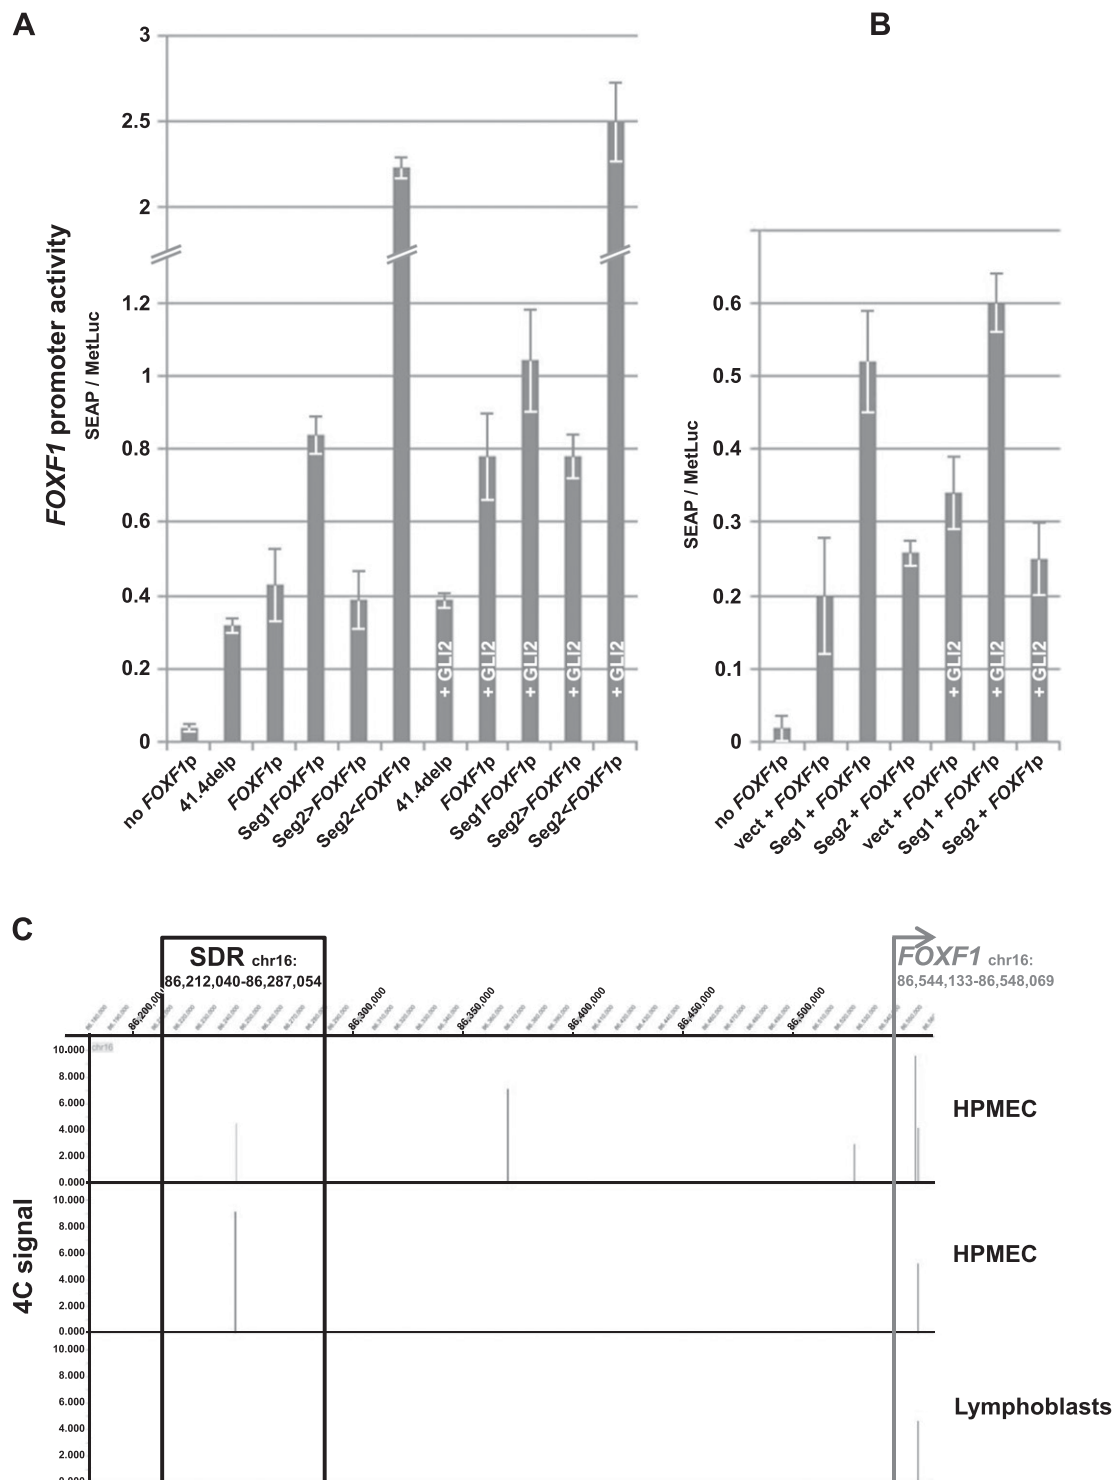 A
B
FOXF1 promoter activity
SEAP / MetLuc
3
2.5
2
1.2
1
0.8
0.6
0.4
0.2
0
+ GLI2
+ GLI2
+ GLI2
+ GLI2
+ GLI2
no FOXF1p
41.4delp
FOXF1p
Seg1FOXF1p
Seg2>FOXF1p
Seg2<FOXF1p
41.4delp
FOXF1p
Seg1FOXF1p
Seg2>FOXF1p
Seg2<FOXF1p
SEAP / MetLuc
0.6
0.5
0.4
0.3
0.2
0.1
0
+ GLI2
+ GLI2
+ GLI2
no FOXF1p
vect + FOXF1p
Seg1 + FOXF1p
Seg2 + FOXF1p
vect + FOXF1p
Seg1 + FOXF1p
Seg2 + FOXF1p
C
SDR chr16:
86,212,040-86,287,054
FOXF1 chr16:
86,544,133-86,548,069
86,300,000
86,350,000
86,400,000
86,450,000
86,500,000
chr16
4C signal
10.000
8.000
6.000
4.000
2.000
0.000
HPMEC
10.000
8.000
6.000
4.000
2.000
0.000
HPMEC
10.000
8.000
6.000
4.000
2.000
0.000
Lymphoblasts